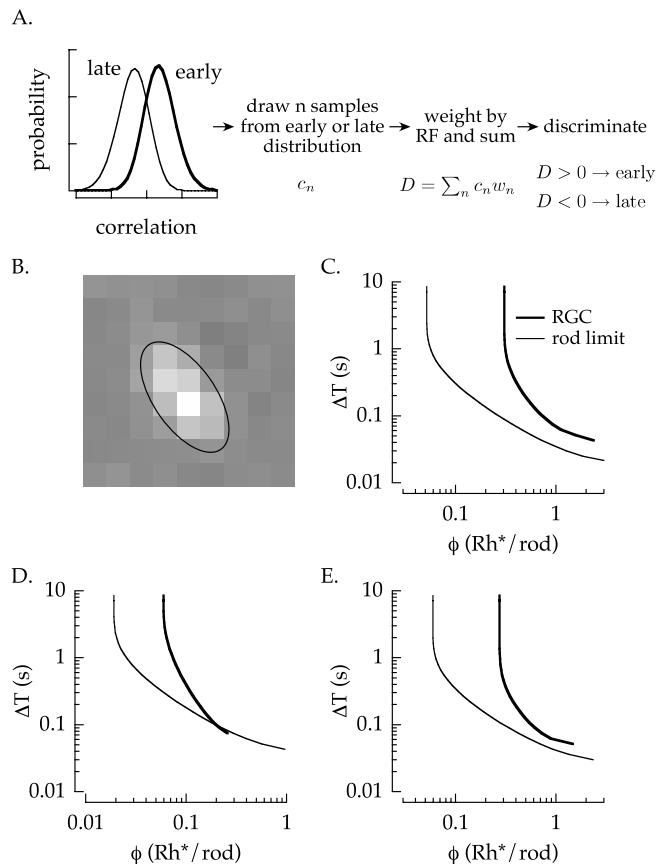 A.
late
early
probability
correlation
draw n samples
from early or late
distribution
c_n
weight by
RF and sum
D = ∑_n c_n w_n
discriminate
D > 0 → early
D < 0 → late
B.
C.
10
1
0.1
0.01
ΔT (s)
RGC
rod limit
0.1
1
ϕ (Rh*/rod)
D.
10
1
0.1
0.01
ΔT (s)
0.01
0.1
1
ϕ (Rh*/rod)
E.
10
1
0.1
0.01
ΔT (s)
0.1
1
ϕ (Rh*/rod)